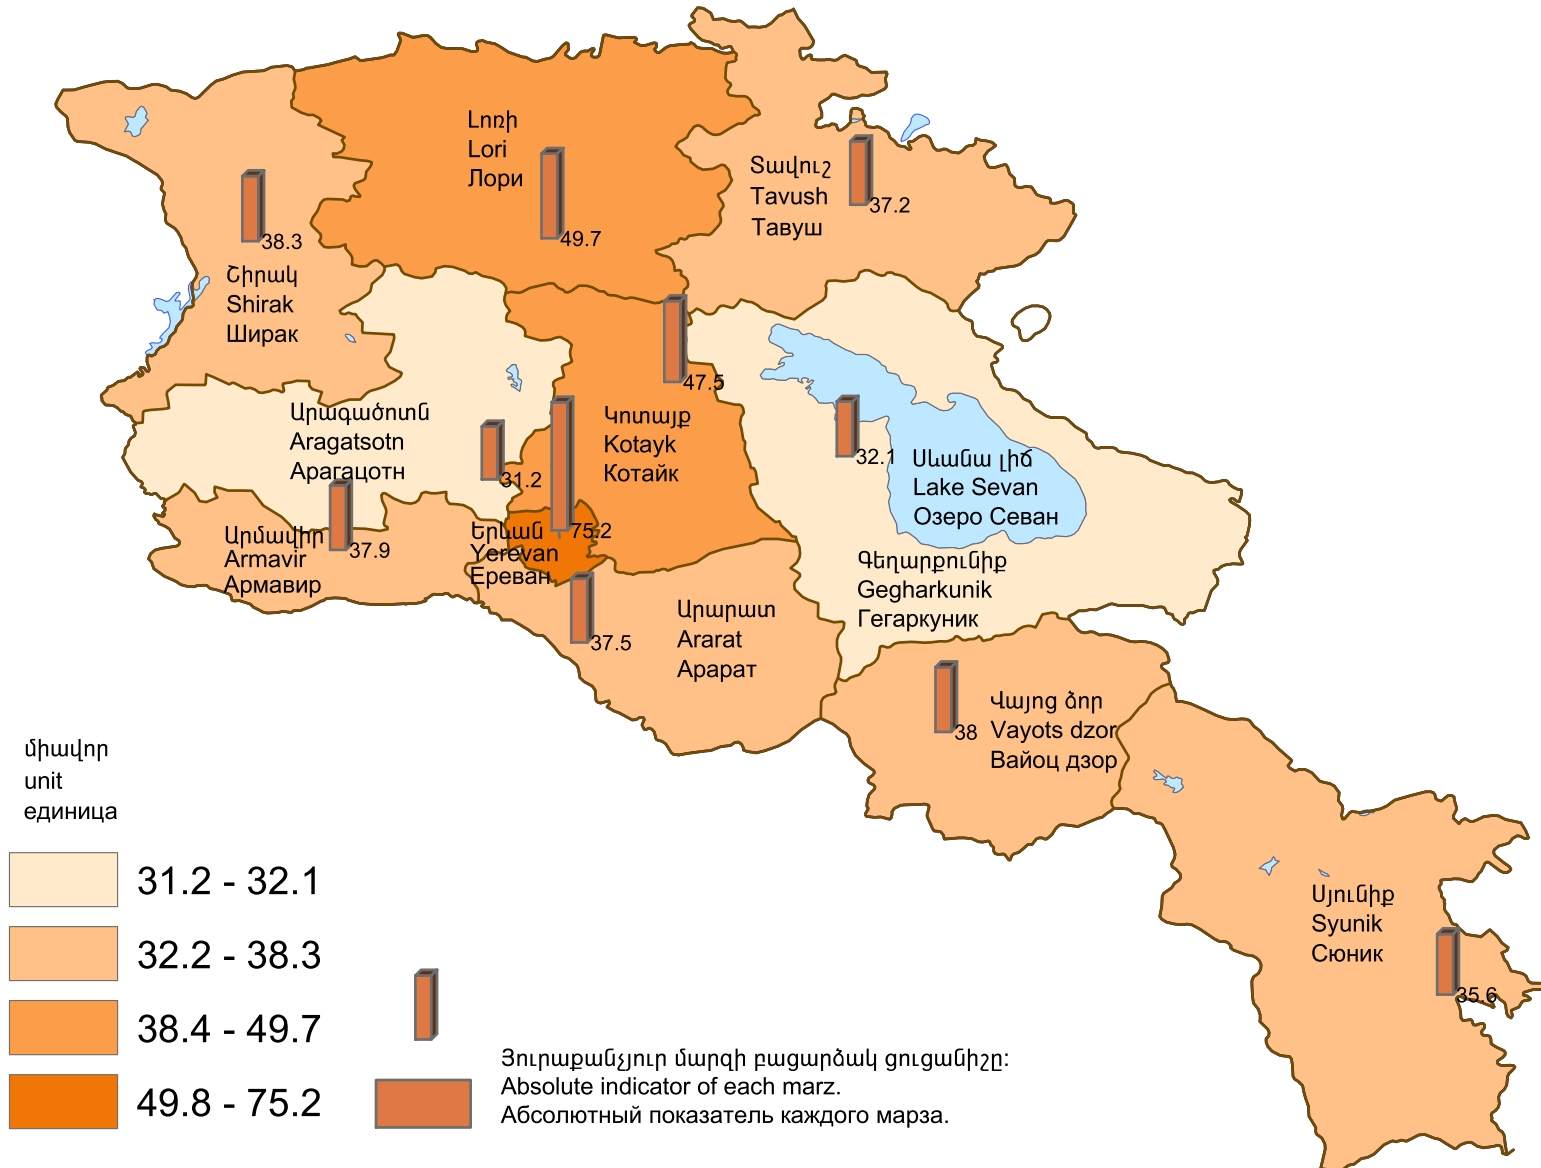 Լոռի
Lori
Лори
49.7
Տավուշ
Tavush
Тавуш
37.2
38.3
Շիրակ
Shirak
Ширак
47.5
Արագածոտն
Aragatsotn
Арагацотн
31.2
Կոտայք
Kotayk
Котайк
32.1
Սևանա լիճ
Lake Sevan
Озеро Севан
Արմավիր
Armavir
Армавир
37.9
Երևան
Yerevan
Ереван
75.2
Գեղարքունիք
Gegharkunik
Гегаркуник
37.5
Արարատ
Ararat
Арарат
38
Վայոց ձոր
Vayots dzor
Вайоц дзор
Սյունիք
Syunik
Сюник
35.6
միավոր
unit
единица
31.2 - 32.1
32.2 - 38.3
38.4 - 49.7
49.8 - 75.2
Յուրաքանչյուր մարզի բացարձակ ցուցանիշը:
Absolute indicator of each marz.
Абсолютный показатель каждого марза.